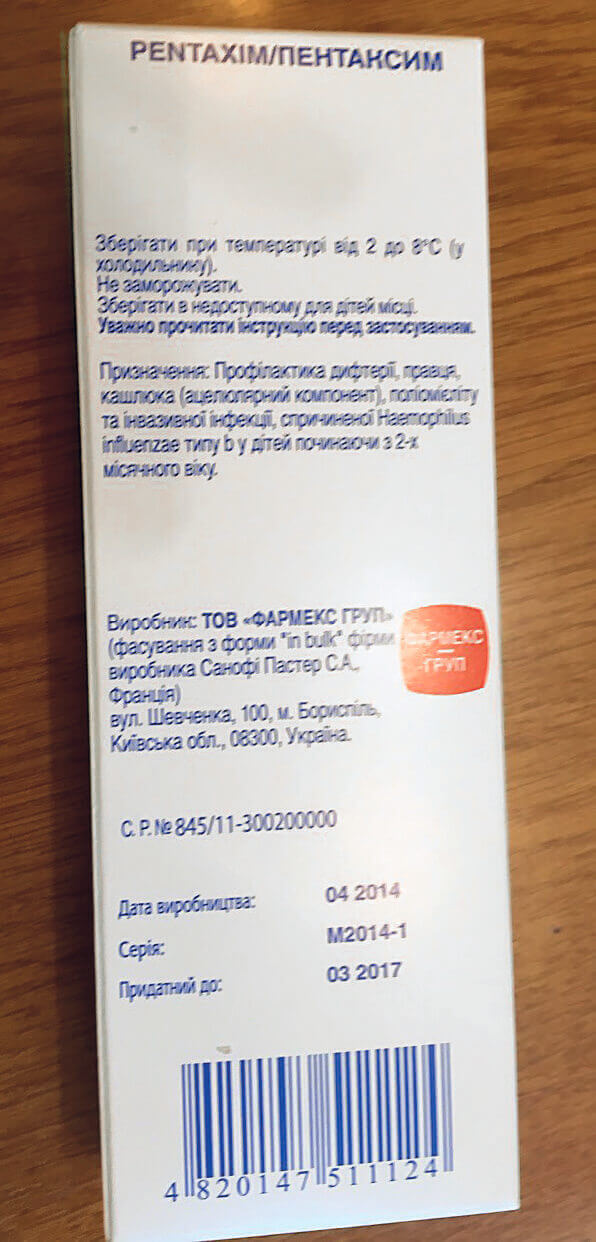 PENTAXIM/ПЕНТАКСИМ
Зберігати при температурі від 2 до 8°С (у
холодильнику).
Не заморожувати.
Зберігати в недоступному для дітей місці.
Уважно прочитати інструкцію перед застосуванням.
Призначення: Профілактика дифтерії, правця,
кашлюка (ацелюлярний компонент), поліомієліту
та інвазивної інфекції, спричиненої Haemophilus
influenzae типу b у дітей починаючи з 2-х
місячного віку.
Виробник: ТОВ «ФАРМЕКС ГРУП»
(фасування з форми "in bulk" фірми
виробника Санофі Пастер С.А.,
Франція)
вул. Шевченка, 100, м. Бориспіль,
Київська обл., 08300, Україна.
ФАРМЕКС
ГРУП
С. Р. № 845/11-300200000
Дата виробництва: 04 2014
Серія: M2014-1
Придатний до: 03 2017
4 820147 511124